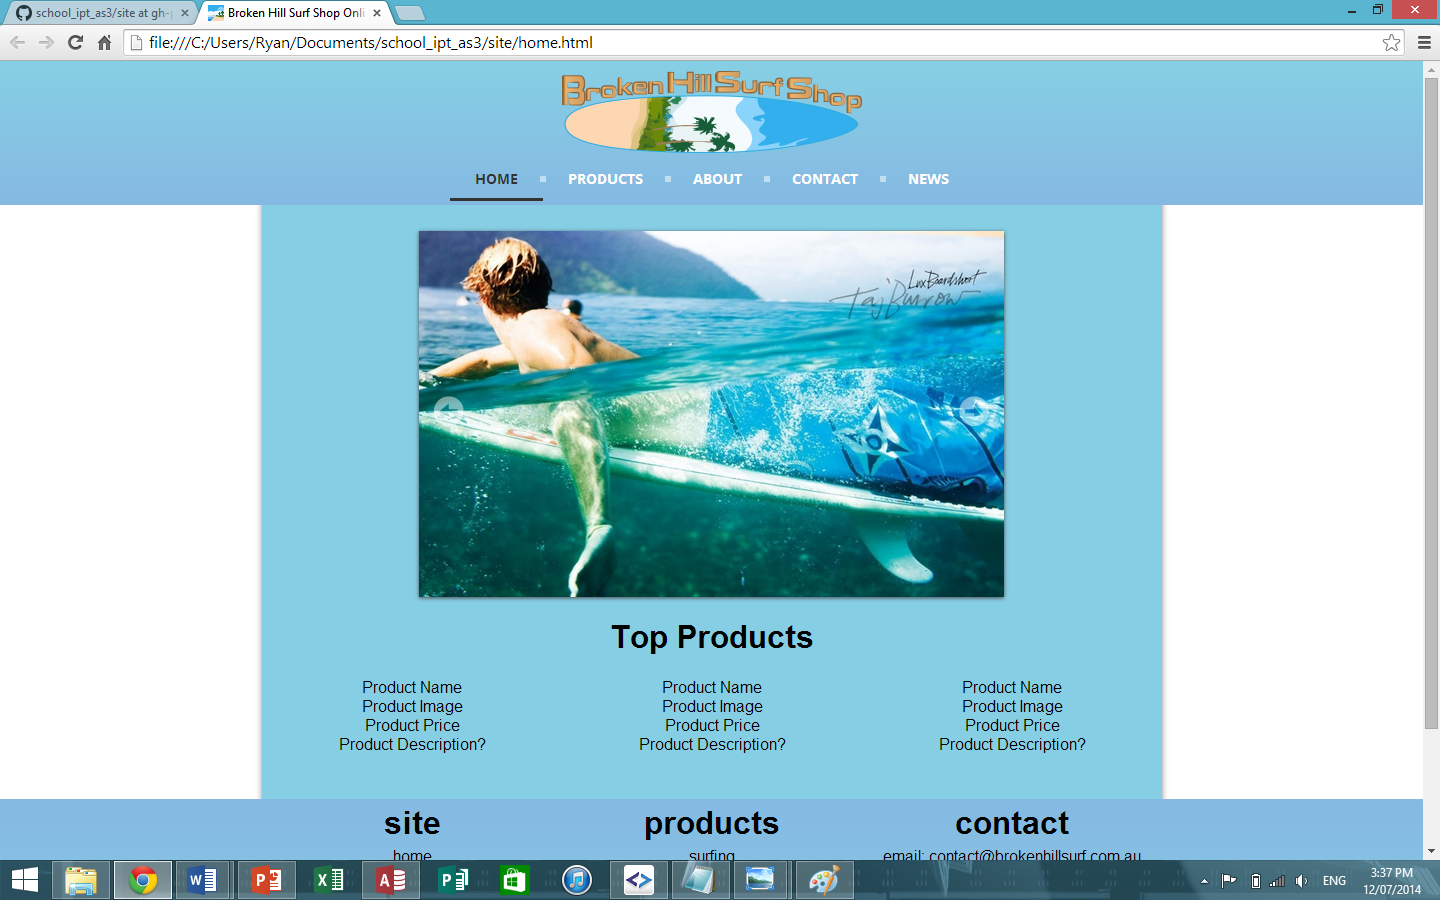 school_ipt_as3/site at gh-p
Broken Hill Surf Shop Onli
file:///C:/Users/Ryan/Documents/school_ipt_as3/site/home.html
Broken Hill Surf Shop
HOME
PRODUCTS
ABOUT
CONTACT
NEWS
Lux Boardshort
Taj Burrow
Top Products
Product Name
Product Image
Product Price
Product Description?
Product Name
Product Image
Product Price
Product Description?
Product Name
Product Image
Product Price
Product Description?
site
home
products
surfing
contact
email: contact@brokenhillsurf.com.au
ENG
3:37 PM
12/07/2014